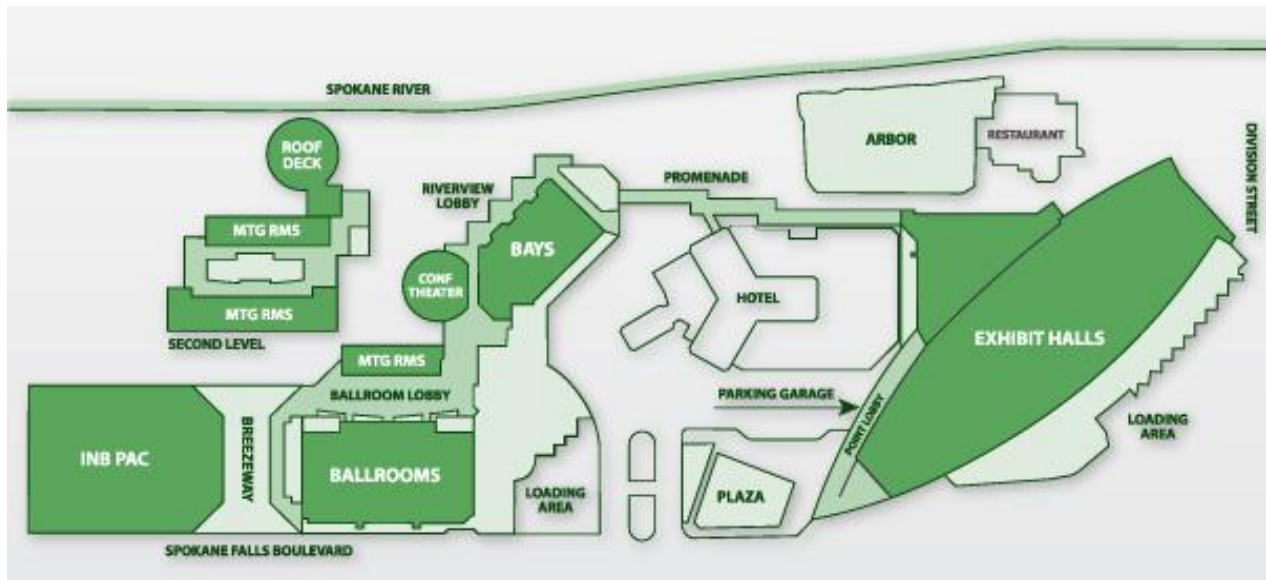 SPOKANE RIVER
ROOF
DECK
MTG RMS
MTG RMS
SECOND LEVEL
RIVERVIEW
LOBBY
CONF
THEATER
BAYS
PROMENADE
ARBOR
RESTAURANT
DIVISION STREET
HOTEL
EXHIBIT HALLS
MTG RMS
BALLROOM LOBBY
PARKING GARAGE
POINT LOBBY
LOADING
AREA
INB PAC
BREEZEWAY
BALLROOMS
LOADING
AREA
PLAZA
SPOKANE FALLS BOULEVARD